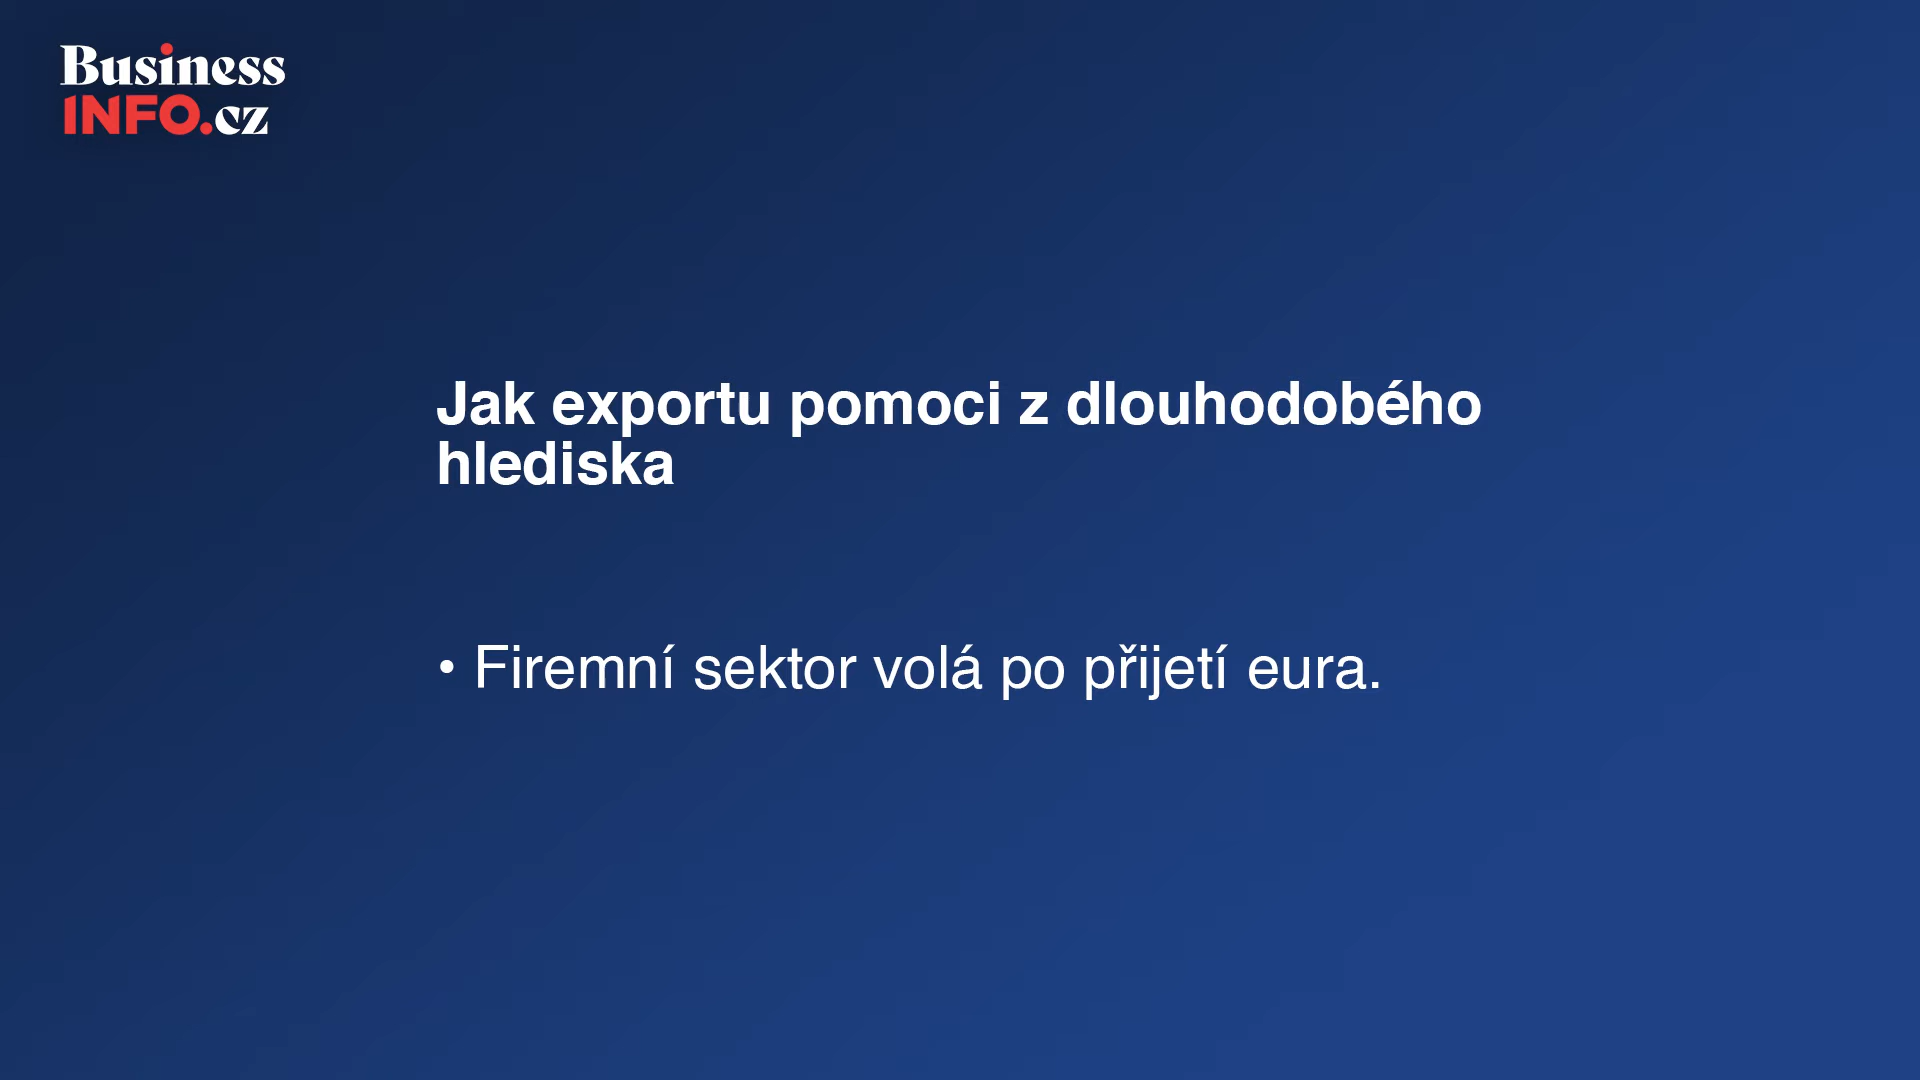 Business
INFO.cz
Jak exportu pomoci z dlouhodobého
hlediska
• Firemní sektor volá po přijetí eura.